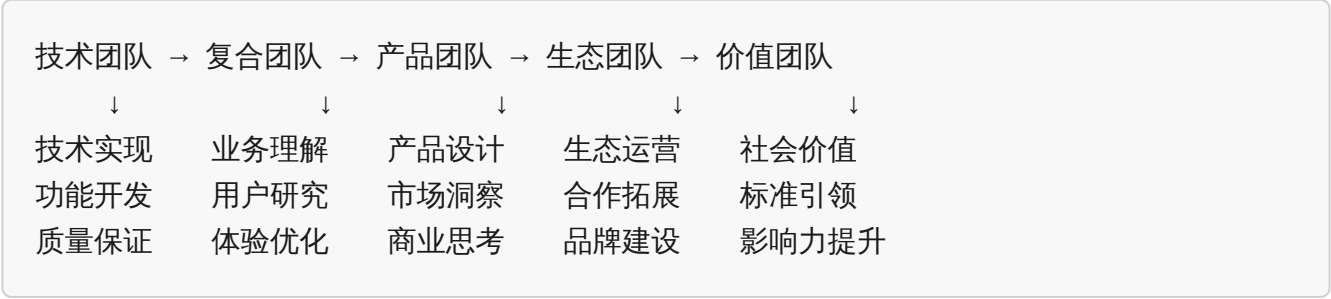 技术团队 → 复合团队 → 产品团队 → 生态团队 → 价值团队
↓ ↓ ↓ ↓ ↓
技术实现 业务理解 产品设计 生态运营 社会价值
功能开发 用户研究 市场洞察 合作拓展 标准引领
质量保证 体验优化 商业思考 品牌建设 影响力提升